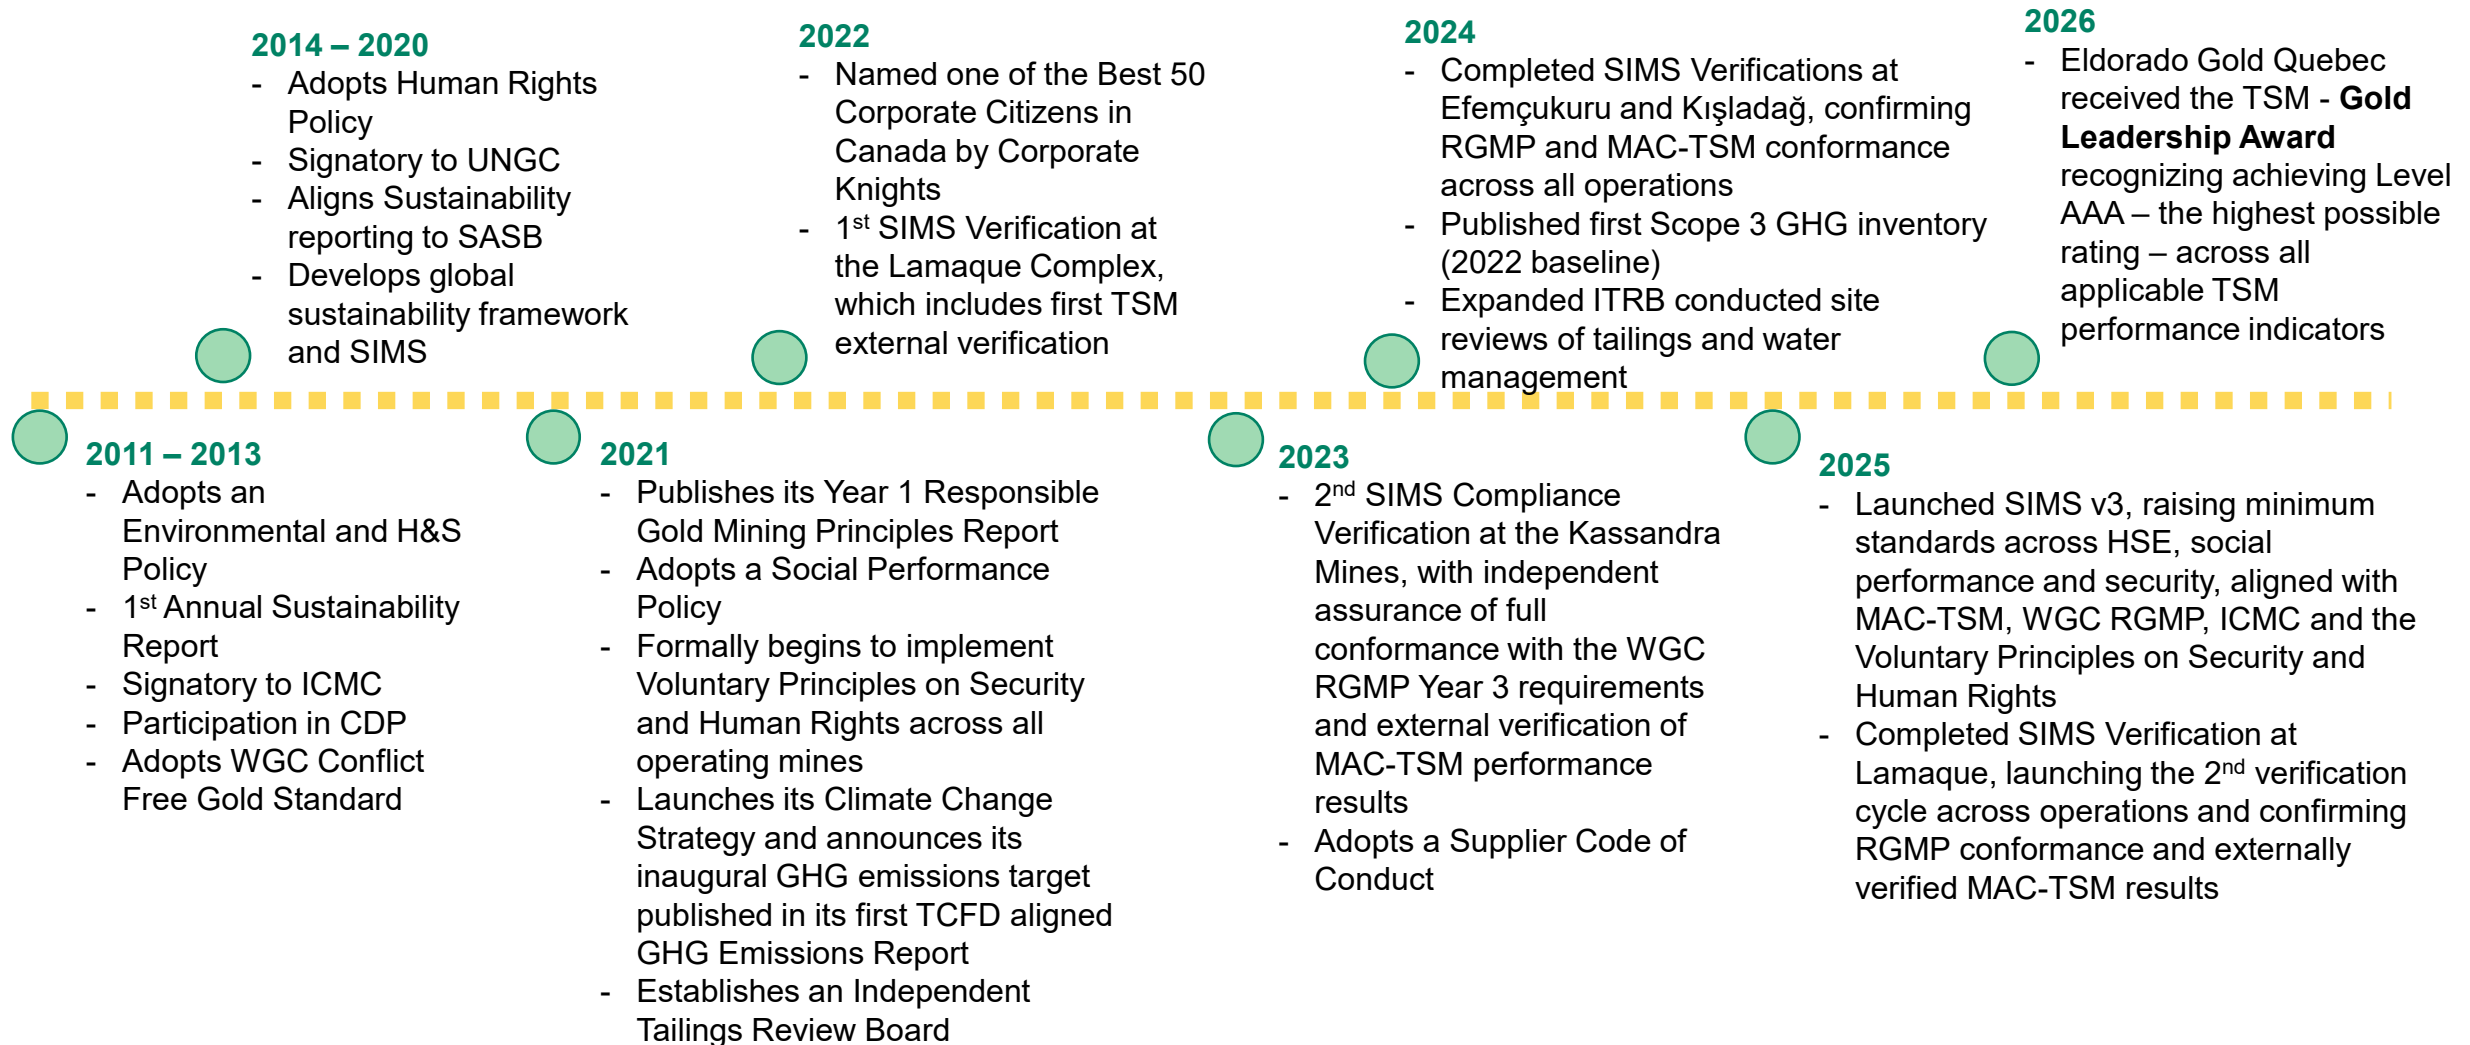 2014 – 2020
- Adopts Human Rights
Policy
- Signatory to UNGC
- Aligns Sustainability
reporting to SASB
- Develops global
sustainability framework
and SIMS
2022
- Named one of the Best 50
Corporate Citizens in
Canada by Corporate
Knights
- 1st SIMS Verification at
the Lamaque Complex,
which includes first TSM
external verification
2024
- Completed SIMS Verifications at
Efemçukuru and Kışladağ, confirming
RGMP and MAC-TSM conformance
across all operations
- Published first Scope 3 GHG inventory
(2022 baseline)
- Expanded ITRB conducted site
reviews of tailings and water
management
2026
- Eldorado Gold Quebec
received the TSM - Gold
Leadership Award
recognizing achieving Level
AAA – the highest possible
rating – across all
applicable TSM
performance indicators
2011 – 2013
- Adopts an
Environmental and H&S
Policy
- 1st Annual Sustainability
Report
- Signatory to ICMC
- Participation in CDP
- Adopts WGC Conflict
Free Gold Standard
2021
- Publishes its Year 1 Responsible
Gold Mining Principles Report
- Adopts a Social Performance
Policy
- Formally begins to implement
Voluntary Principles on Security
and Human Rights across all
operating mines
- Launches its Climate Change
Strategy and announces its
inaugural GHG emissions target
published in its first TCFD aligned
GHG Emissions Report
- Establishes an Independent
Tailings Review Board
2023
- 2nd SIMS Compliance
Verification at the Kassandra
Mines, with independent
assurance of full
conformance with the WGC
RGMP Year 3 requirements
and external verification of
MAC-TSM performance
results
- Adopts a Supplier Code of
Conduct
2025
- Launched SIMS v3, raising minimum
standards across HSE, social
performance and security, aligned with
MAC-TSM, WGC RGMP, ICMC and the
Voluntary Principles on Security and
Human Rights
- Completed SIMS Verification at
Lamaque, launching the 2nd verification
cycle across operations and confirming
RGMP conformance and externally
verified MAC-TSM results